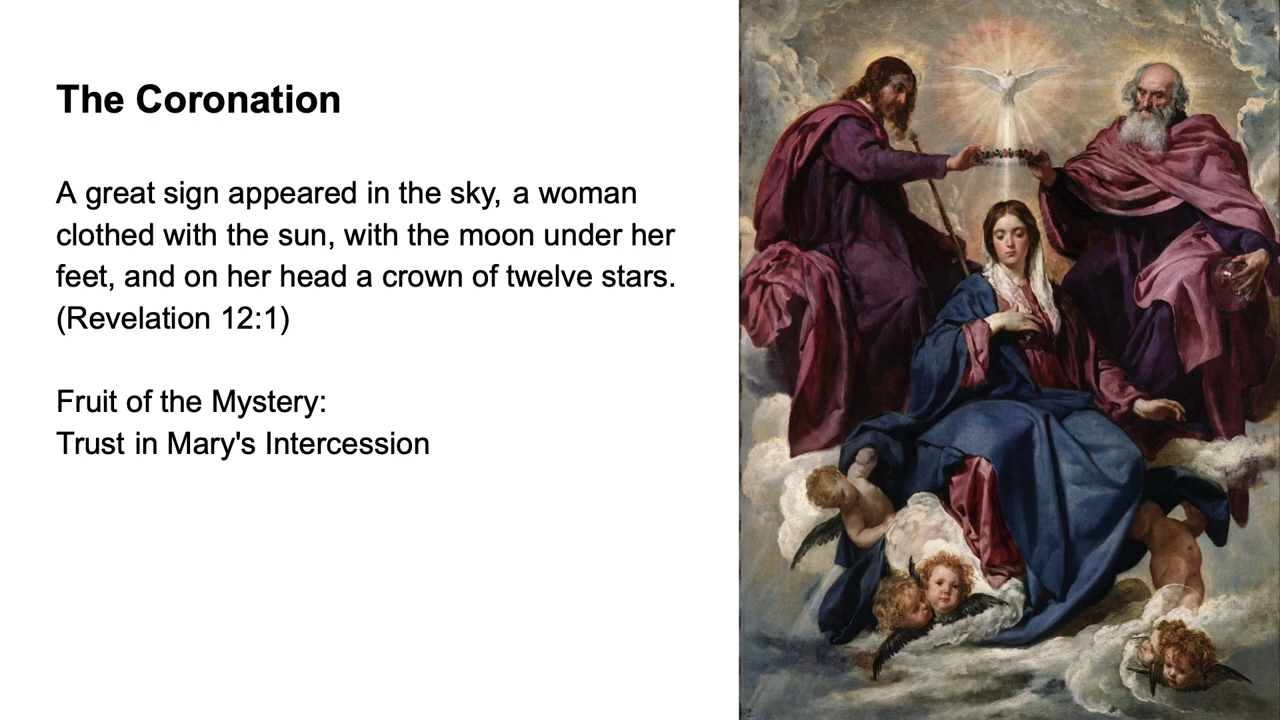 The Coronation
A great sign appeared in the sky, a woman
clothed with the sun, with the moon under her
feet, and on her head a crown of twelve stars.
(Revelation 12:1)
Fruit of the Mystery:
Trust in Mary's Intercession